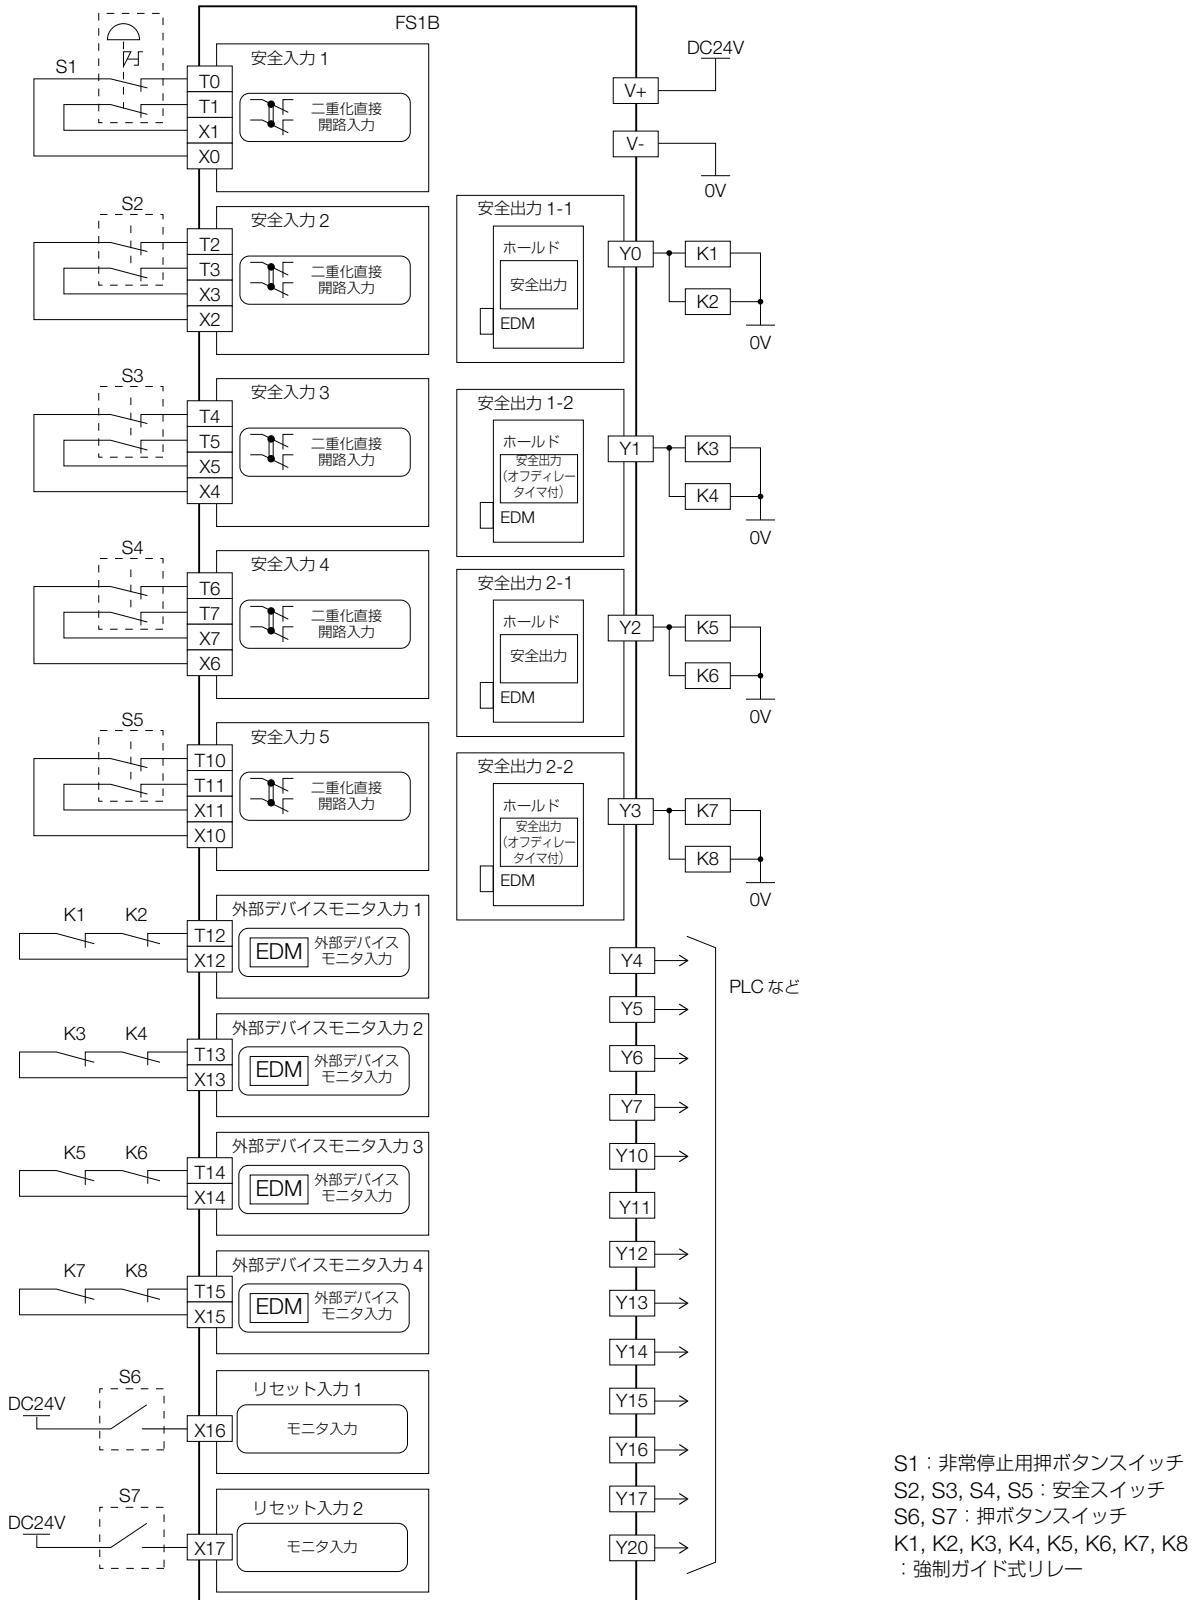 FS1B
S1
T0
T1
X1
X0
安全入力 1
二重化直接
開路入力
DC24V
V+
V-
0V
S2
T2
T3
X3
X2
安全入力 2
二重化直接
開路入力
安全出力 1-1
ホールド
安全出力
EDM
Y0
K1
K2
0V
S3
T4
T5
X5
X4
安全入力 3
二重化直接
開路入力
安全出力 1-2
ホールド
安全出力
(オフディレー
タイマ付)
EDM
Y1
K3
K4
0V
S4
T6
T7
X7
X6
安全入力 4
二重化直接
開路入力
安全出力 2-1
ホールド
安全出力
EDM
Y2
K5
K6
0V
S5
T10
T11
X11
X10
安全入力 5
二重化直接
開路入力
安全出力 2-2
ホールド
安全出力
(オフディレー
タイマ付)
EDM
Y3
K7
K8
0V
K1 K2
T12
X12
外部デバイスモニタ入力 1
EDM
外部デバイス
モニタ入力
K3 K4
T13
X13
外部デバイスモニタ入力 2
EDM
外部デバイス
モニタ入力
K5 K6
T14
X14
外部デバイスモニタ入力 3
EDM
外部デバイス
モニタ入力
K7 K8
T15
X15
外部デバイスモニタ入力 4
EDM
外部デバイス
モニタ入力
DC24V
S6
X16
リセット入力 1
モニタ入力
DC24V
S7
X17
リセット入力 2
モニタ入力
Y4
Y5
Y6
Y7
Y10
Y11
Y12
Y13
Y14
Y15
Y16
Y17
Y20
PLC など
S1:非常停止用押ボタンスイッチ
S2, S3, S4, S5:安全スイッチ
S6, S7:押ボタンスイッチ
K1, K2, K3, K4, K5, K6, K7, K8
:強制ガイド式リレー